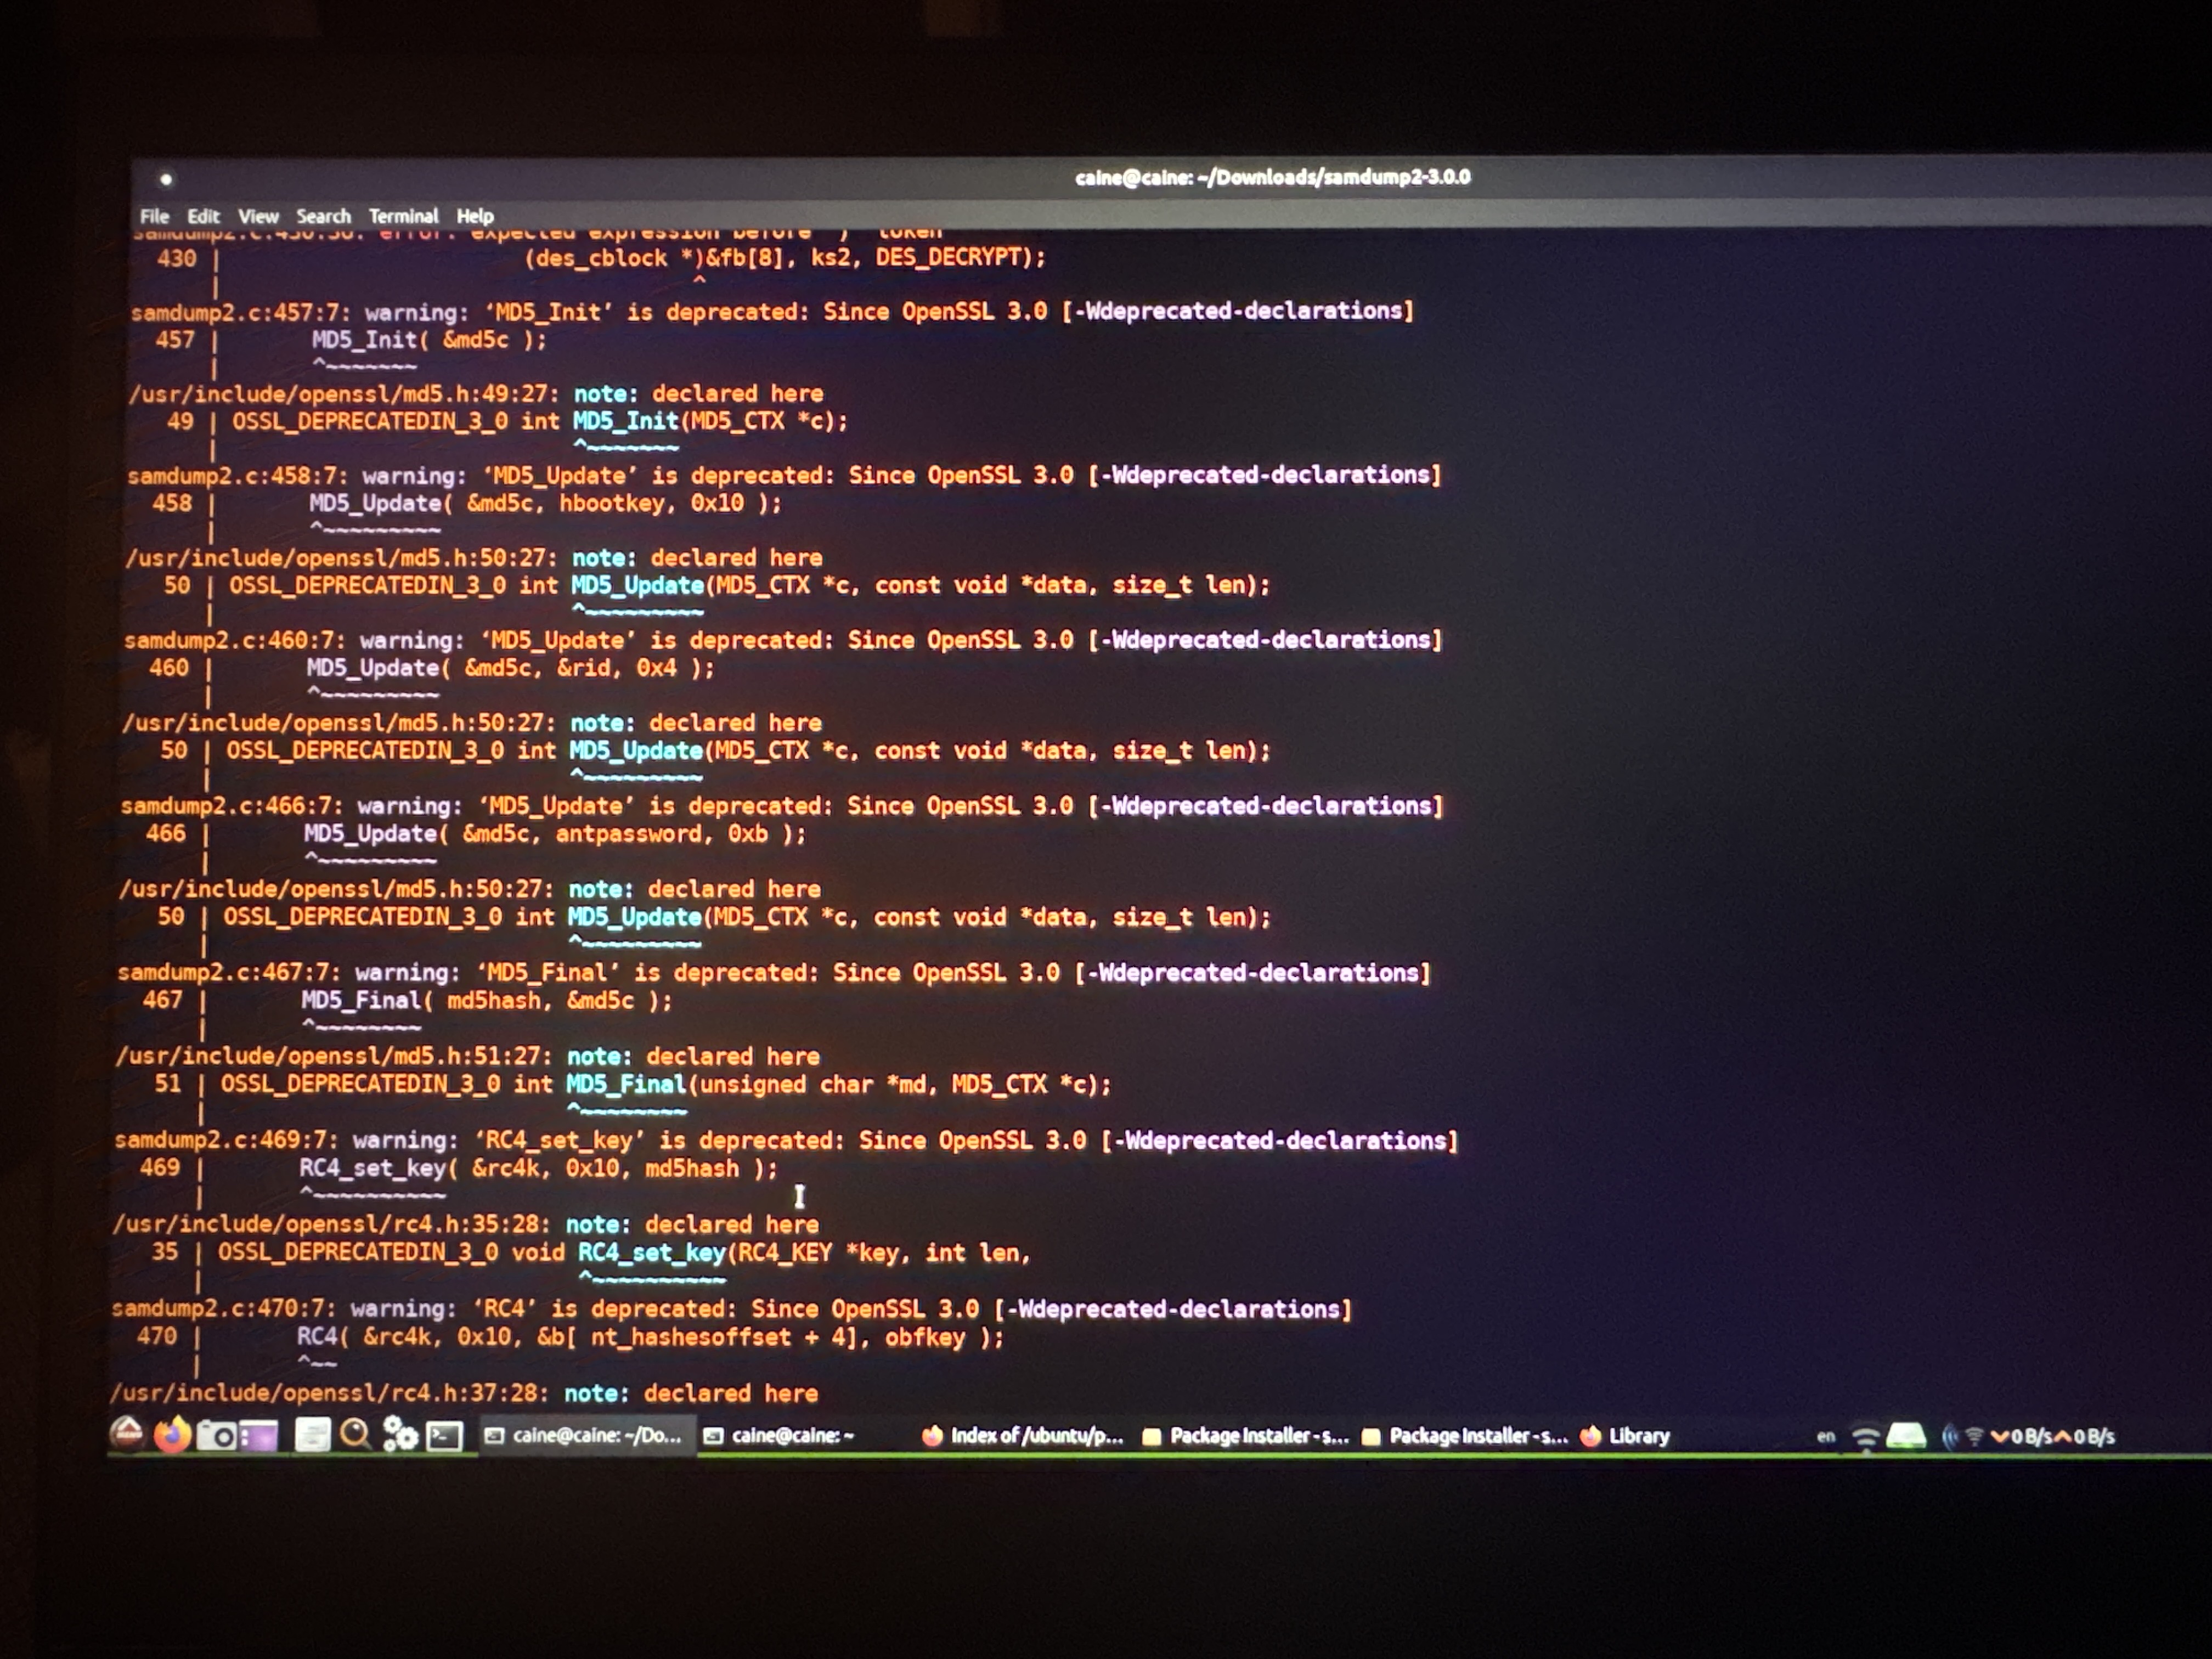 caine@caine: ~/Downloads/samdump2-3.0.0
File Edit View Search Terminal Help
samdump2.c:430:30: error: expected expression before ‘)’ token
430 | (des_cblock *)&fb[8], ks2, DES_DECRYPT);
| ^
samdump2.c:457:7: warning: ‘MD5_Init’ is deprecated: Since OpenSSL 3.0 [-Wdeprecated-declarations]
457 | MD5_Init( &md5c );
| ^~~~~~~~
/usr/include/openssl/md5.h:49:27: note: declared here
49 | OSSL_DEPRECATEDIN_3_0 int MD5_Init(MD5_CTX *c);
| ^~~~~~~~
samdump2.c:458:7: warning: ‘MD5_Update’ is deprecated: Since OpenSSL 3.0 [-Wdeprecated-declarations]
458 | MD5_Update( &md5c, hbootkey, 0x10 );
| ^~~~~~~~~~
/usr/include/openssl/md5.h:50:27: note: declared here
50 | OSSL_DEPRECATEDIN_3_0 int MD5_Update(MD5_CTX *c, const void *data, size_t len);
| ^~~~~~~~~~
samdump2.c:460:7: warning: ‘MD5_Update’ is deprecated: Since OpenSSL 3.0 [-Wdeprecated-declarations]
460 | MD5_Update( &md5c, &rid, 0x4 );
| ^~~~~~~~~~
/usr/include/openssl/md5.h:50:27: note: declared here
50 | OSSL_DEPRECATEDIN_3_0 int MD5_Update(MD5_CTX *c, const void *data, size_t len);
| ^~~~~~~~~~
samdump2.c:466:7: warning: ‘MD5_Update’ is deprecated: Since OpenSSL 3.0 [-Wdeprecated-declarations]
466 | MD5_Update( &md5c, antpassword, 0xb );
| ^~~~~~~~~~
/usr/include/openssl/md5.h:50:27: note: declared here
50 | OSSL_DEPRECATEDIN_3_0 int MD5_Update(MD5_CTX *c, const void *data, size_t len);
| ^~~~~~~~~~
samdump2.c:467:7: warning: ‘MD5_Final’ is deprecated: Since OpenSSL 3.0 [-Wdeprecated-declarations]
467 | MD5_Final( md5hash, &md5c );
| ^~~~~~~~~
/usr/include/openssl/md5.h:51:27: note: declared here
51 | OSSL_DEPRECATEDIN_3_0 int MD5_Final(unsigned char *md, MD5_CTX *c);
| ^~~~~~~~~
samdump2.c:469:7: warning: ‘RC4_set_key’ is deprecated: Since OpenSSL 3.0 [-Wdeprecated-declarations]
469 | RC4_set_key( &rc4k, 0x10, md5hash );
| ^~~~~~~~~~~
/usr/include/openssl/rc4.h:35:28: note: declared here
35 | OSSL_DEPRECATEDIN_3_0 void RC4_set_key(RC4_KEY *key, int len,
| ^~~~~~~~~~~
samdump2.c:470:7: warning: ‘RC4’ is deprecated: Since OpenSSL 3.0 [-Wdeprecated-declarations]
470 | RC4( &rc4k, 0x10, &b[ nt_hashesoffset + 4], obfkey );
| ^~~
/usr/include/openssl/rc4.h:37:28: note: declared here
caine@caine: ~/Do... caine@caine: ~ Index of /ubuntu/p... Package Installer - s... Package Installer - s... Library en 0 B/s 0 B/s